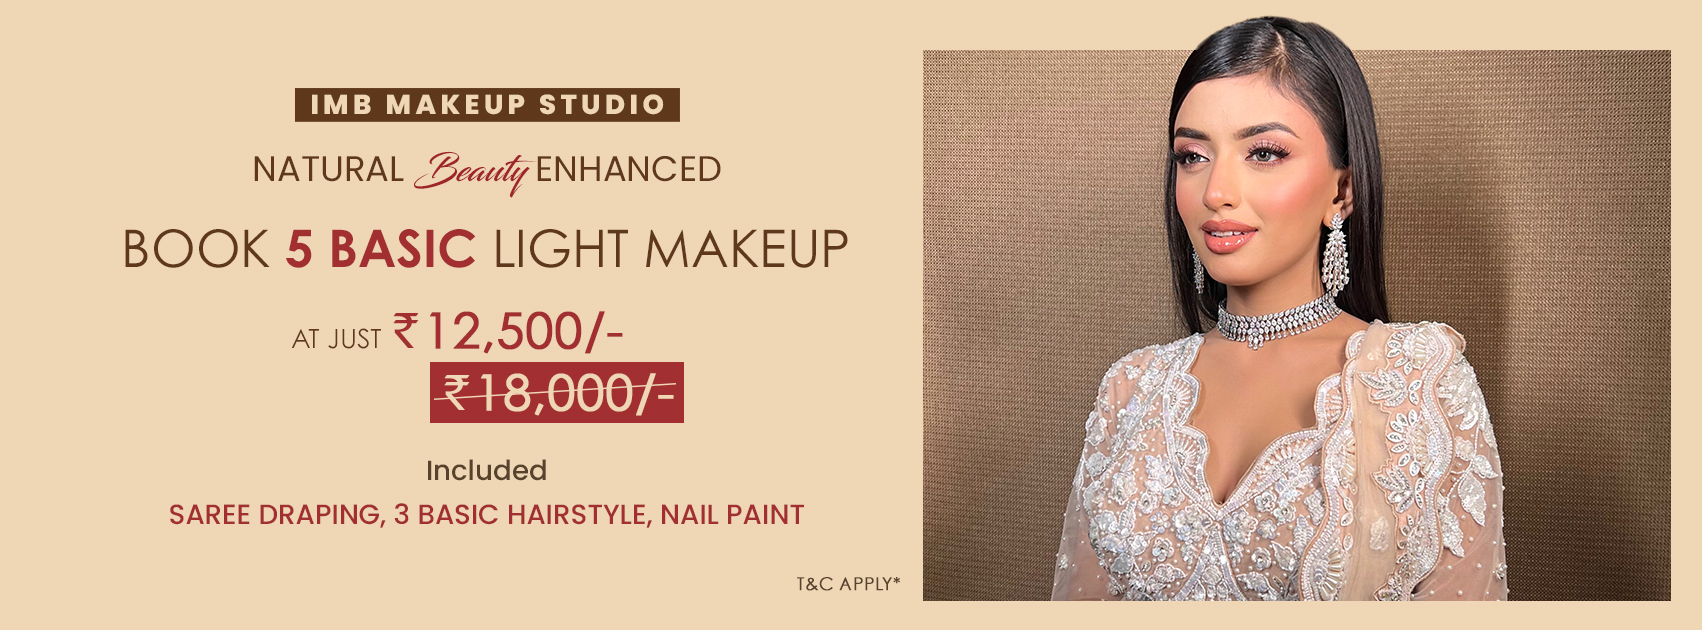 IMB MAKEUP STUDIO
NATURAL Beauty ENHANCED
BOOK 5 BASIC LIGHT MAKEUP
AT JUST ₹12,500/-
₹18,000/-
Included
SAREE DRAPING, 3 BASIC HAIRSTYLE, NAIL PAINT
T&C APPLY*